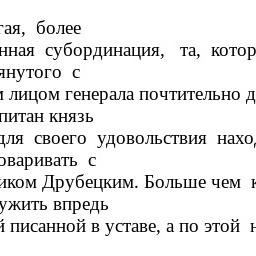 гая, более
нная субординация, та, котор
янутого с
м лицом генерала почтительно д
питан князь
для своего удовольствия нахо
оваривать с
иком Друбецким. Больше чем к
ужить впредь
й писанной в уставе, а по этой н